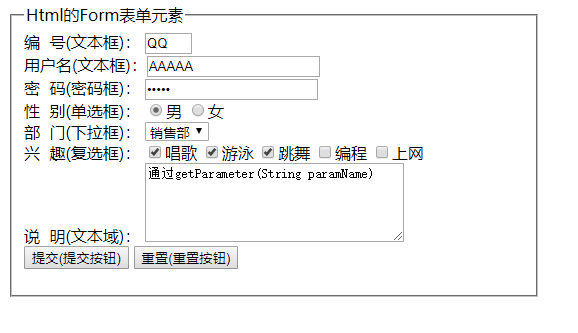 Html的Form表单元素
编 号(文本框)： QQ
用户名(文本框)： AAAAA
密 码(密码框)： •••••
性 别(单选框)： 男 女
部 门(下拉框)： 销售部
兴 趣(复选框)： 唱歌 游泳 跳舞 编程 上网
通过getParameter(String paramName)
说 明(文本域)：
提交(提交按钮) 重置(重置按钮)